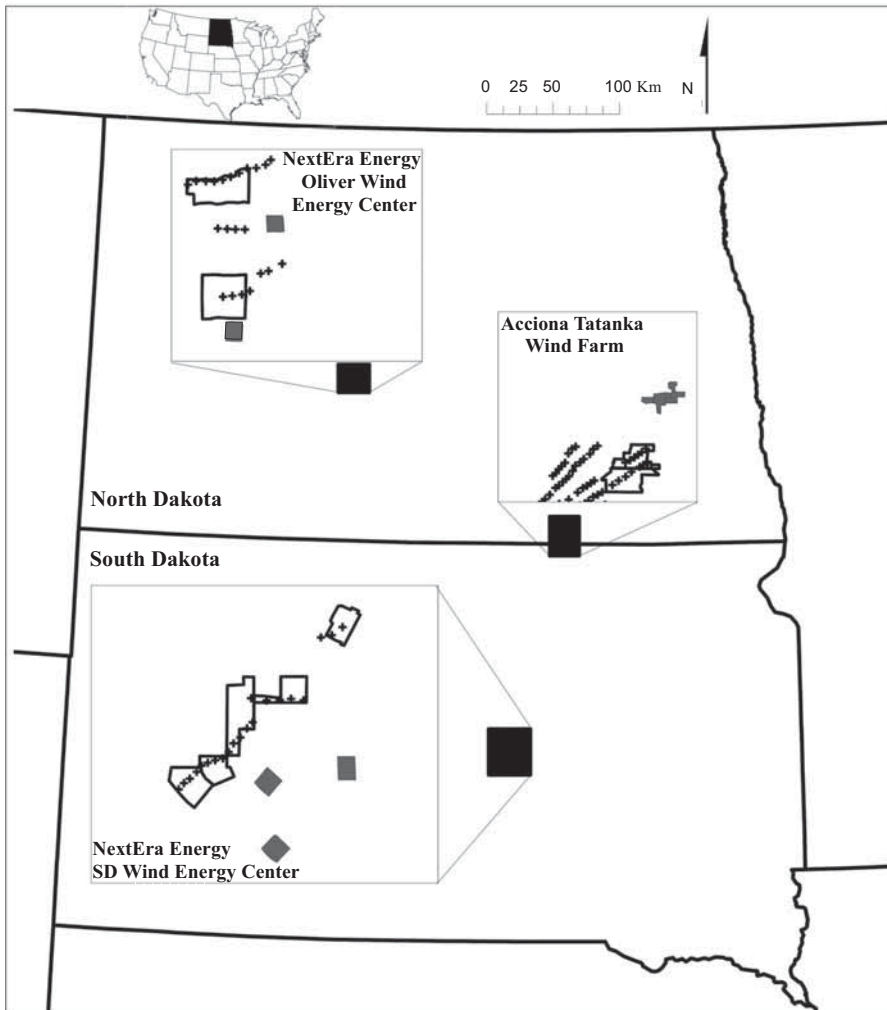 0 25 50 100 Km N
NextEra Energy
Oliver Wind
Energy Center
Acciona Tatanka
Wind Farm
North Dakota
South Dakota
NextEra Energy
SD Wind Energy Center